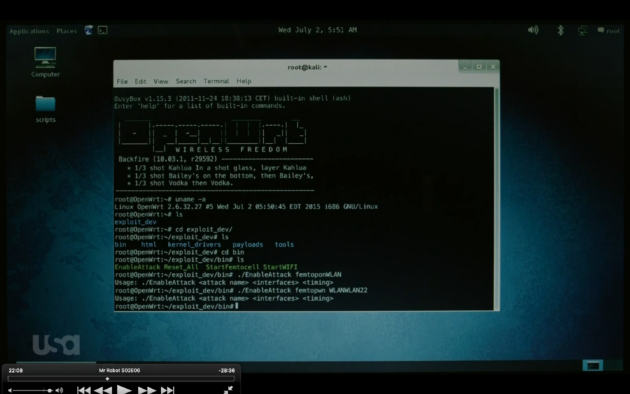 Applications Places
Wed July 2, 5:51 AM
root
Computer
scripts
root@kali: ~
File Edit View Search Terminal Help
BusyBox v1.15.3 (2011-11-24 18:38:13 CET) built-in shell (ash)
Enter 'help' for a list of built-in commands.
W I R E L E S S F R E E D O M
Backfire (10.03.1, r29592) --------------------------
* 1/3 shot Kahlua In a shot glass, layer Kahlua
* 1/3 shot Bailey's on the bottom, then Bailey's,
* 1/3 shot Vodka then Vodka.
---------------------------------------------------
root@OpenWrt:~# uname -a
Linux OpenWrt 2.6.32.27 #5 Wed Jul 2 05:50:45 EDT 2015 i686 GNU/Linux
root@OpenWrt:~# ls
exploit_dev
root@OpenWrt:~# cd exploit_dev/
root@OpenWrt:~/exploit_dev# ls
bin html kernel_drivers payloads tools
root@OpenWrt:~/exploit_dev# cd bin
root@OpenWrt:~/exploit_dev/bin# ls
EnableAttack Reset_All StartFemtocell StartWIFI
root@OpenWrt:~/exploit_dev/bin# ./EnableAttack femtoponWLAN
Usage: ./EnableAttack <attack name> <interfaces> <timing>
root@OpenWrt:~/exploit_dev/bin# ./EnableAttack femtopwn WLANWLAN22
Usage: ./EnableAttack <attack name> <interfaces> <timing>
root@OpenWrt:~/exploit_dev/bin#
usa
22:08 Mr Robot S02E06 -28:36